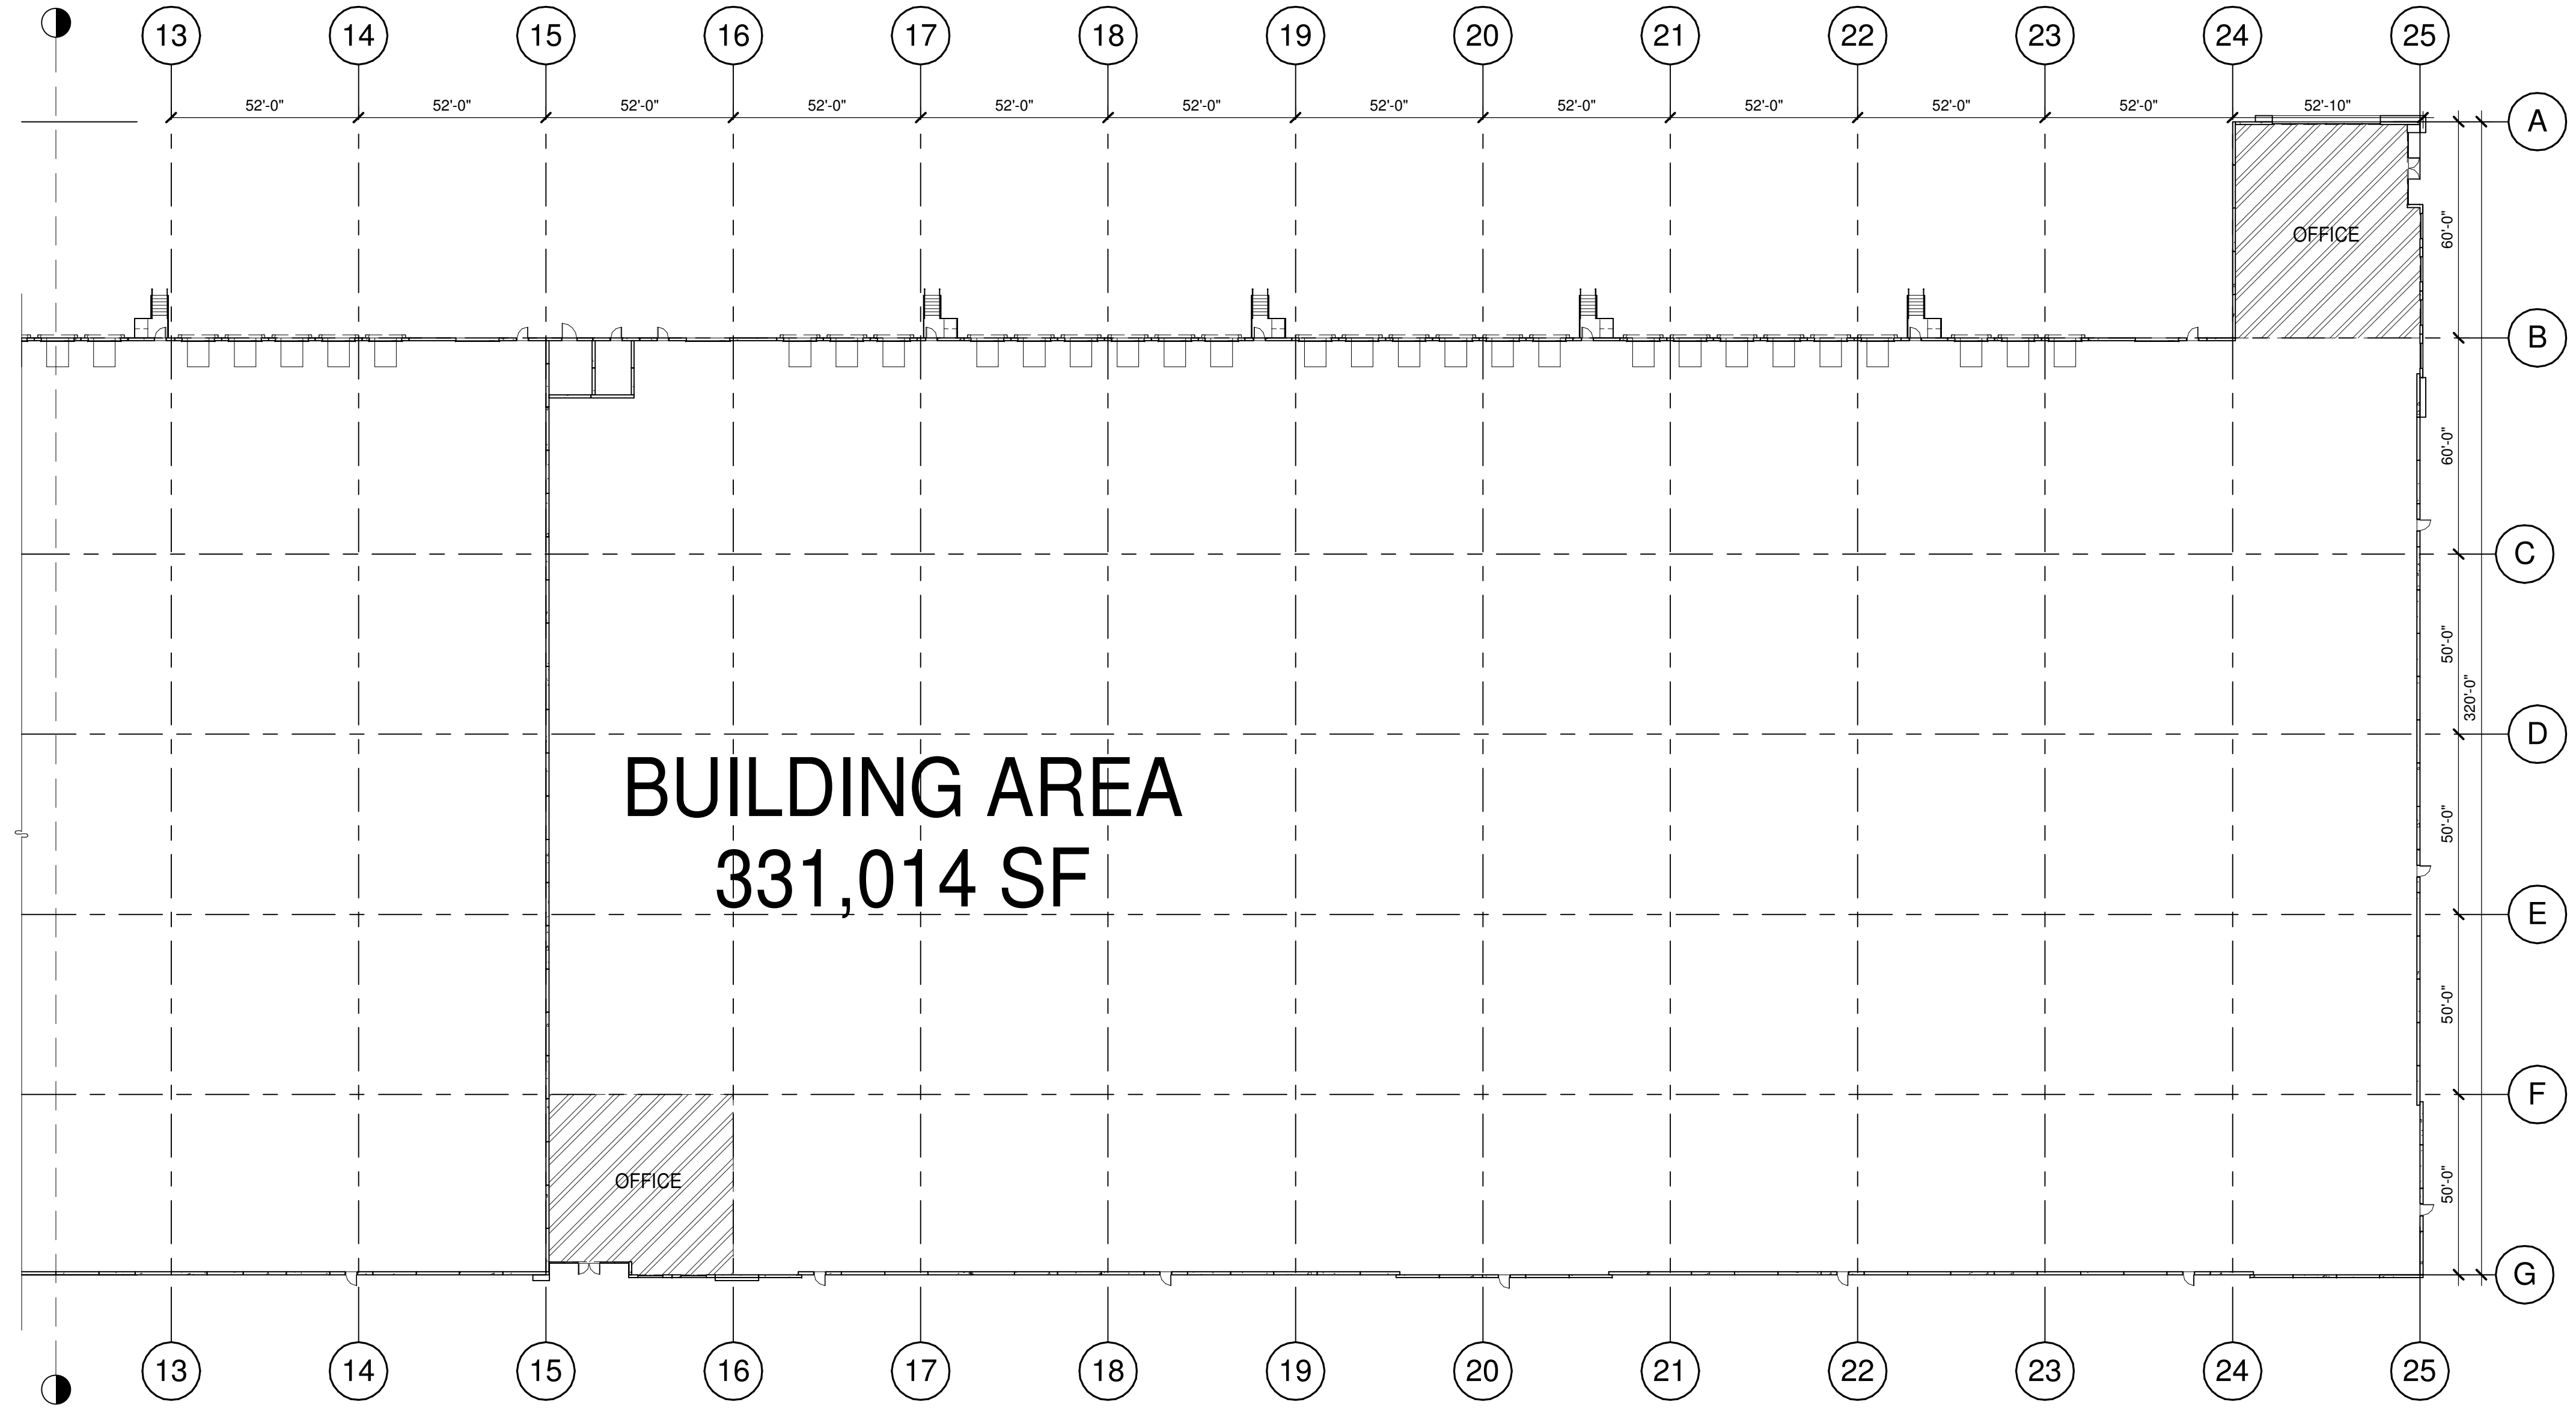 13 14 15 16 17 18 19 20 21 22 23 24 25
52'-0" 52'-0" 52'-0" 52'-0" 52'-0" 52'-0" 52'-0" 52'-0" 52'-0" 52'-0" 52'-0" 52'-10"
A
60'-0"
OFFICE
B
60'-0"
C
50'-0"
320'-0"
D
BUILDING AREA
50'-0"
331,014 SF
E
50'-0"
F
OFFICE
50'-0"
G
13 14 15 16 17 18 19 20 21 22 23 24 25